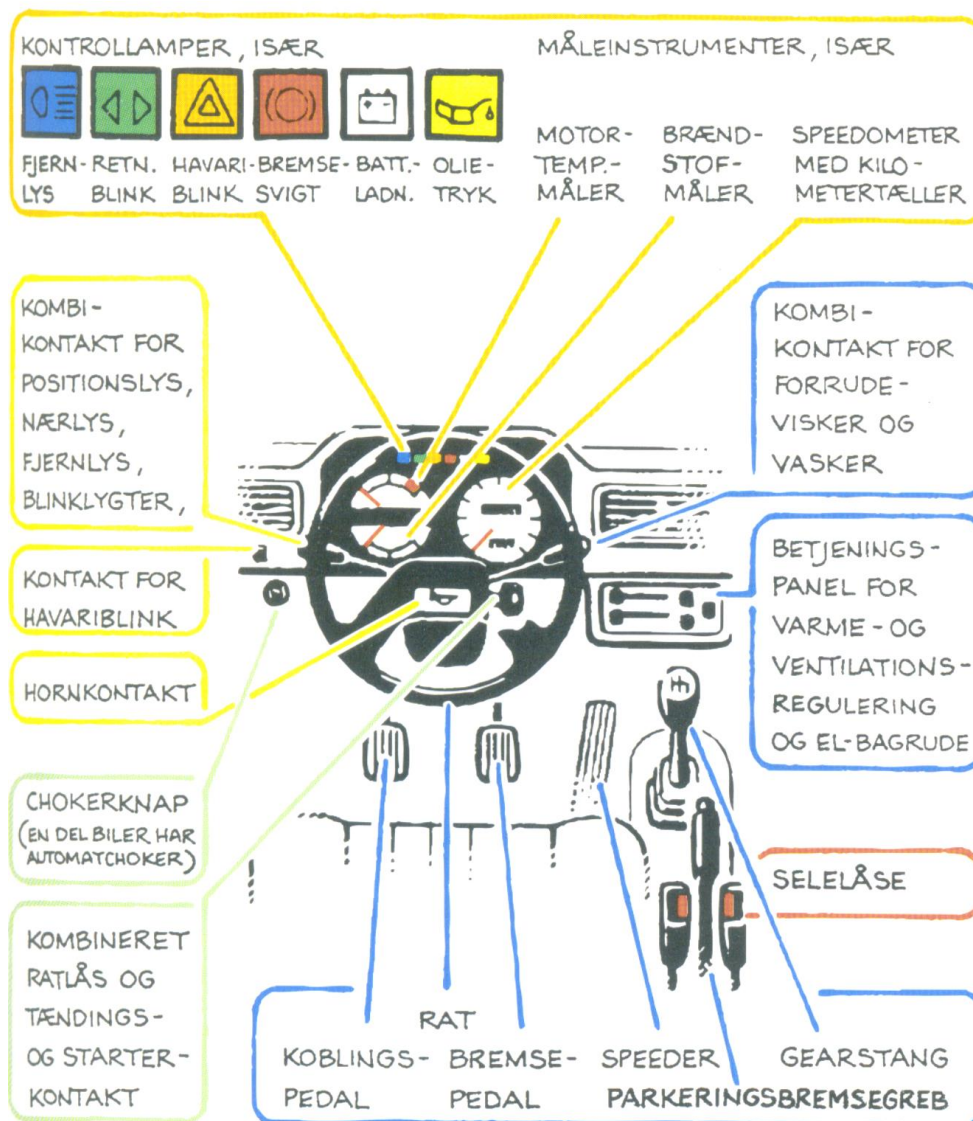 KONTROLLAMPER, ISÆR
FJERN-
LYS
RETN.
BLINK
HAVARI-
BLINK
BREMSE-
SVIGT
BATT.-
LADN.
OLIE-
TRYK
MÅLEINSTRUMENTER, ISÆR
MOTOR-
TEMP.-
MÅLER
BRÆND-
STOF-
MÅLER
SPEEDOMETER
MED KILO-
METERTÆLLER
KOMBI-
KONTAKT FOR
POSITIONSLYS,
NÆRLYS,
FJERNLYS,
BLINKLYGTER,
KONTAKT FOR
HAVARIBLINK
HORNKONTAKT
CHOKERKNAP
(EN DEL BILER HAR
AUTOMATCHOKER)
KOMBINERET
RATLÅS OG
TÆNDINGS-
OG STARTER-
KONTAKT
KOMBI-
KONTAKT FOR
FORRUDE-
VISKER OG
VASKER
BETJENINGS-
PANEL FOR
VARME- OG
VENTILATIONS-
REGULERING
OG EL-BAGRUDE
SELELÅSE
RAT
KOBLINGS-
PEDAL
BREMSE-
PEDAL
SPEEDER
GEARSTANG
PARKERINGSBREMSEGREB